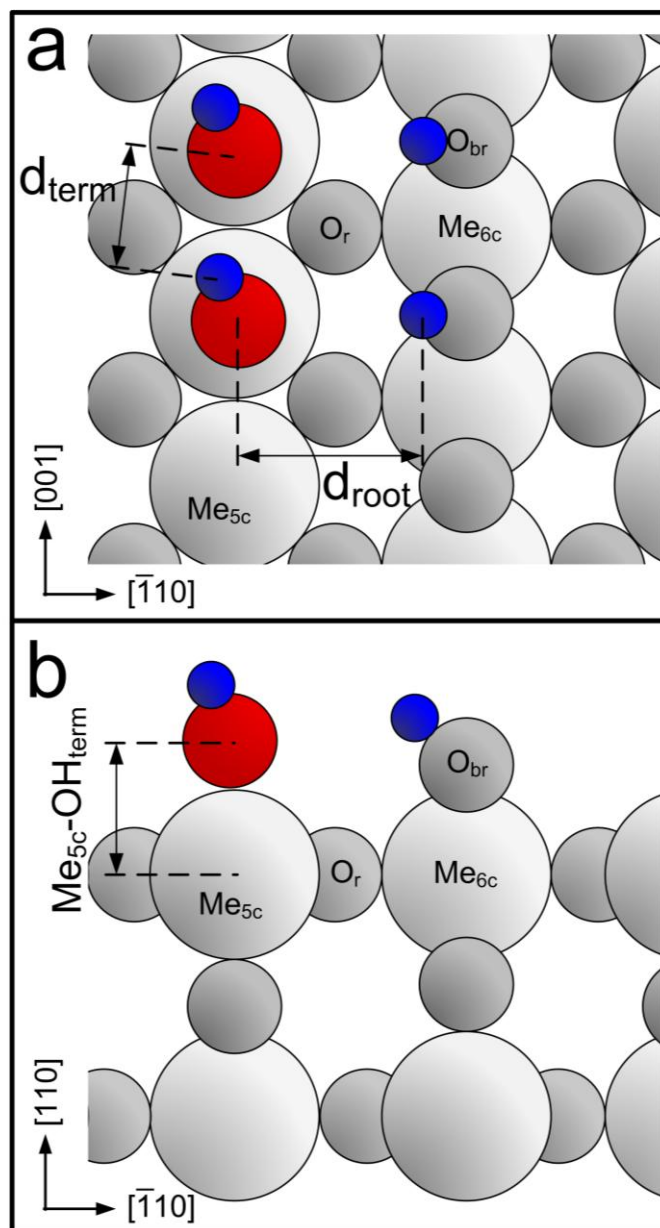 a
O_br
d_term
O_r
Me_6c
d_root
Me_5c
[001]
[1̄10]
b
Me_5c-OH_term
O_br
O_r
Me_6c
Me_5c
[110]
[1̄10]